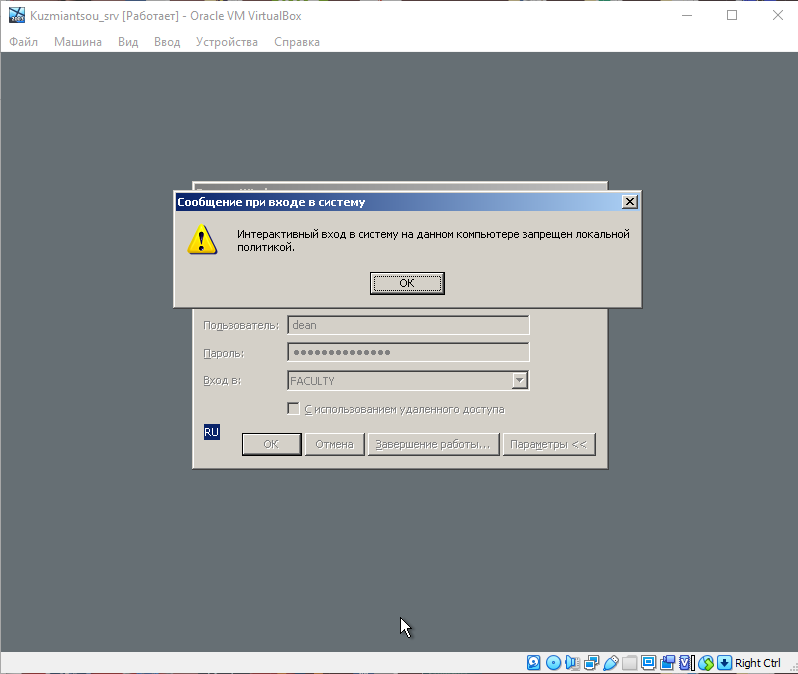 Kuzmiantsou_srv [Работает] - Oracle VM VirtualBox
Файл Машина Вид Ввод Устройства Справка
Сообщение при входе в систему
Интерактивный вход в систему на данном компьютере запрещен локальной
политикой.
OK
Пользователь: dean
Пароль: ●●●●●●●●●●●●●●
Вход в: FACULTY
С использованием удаленного доступа
RU
OK Отмена Завершение работы... Параметры <<
Right Ctrl